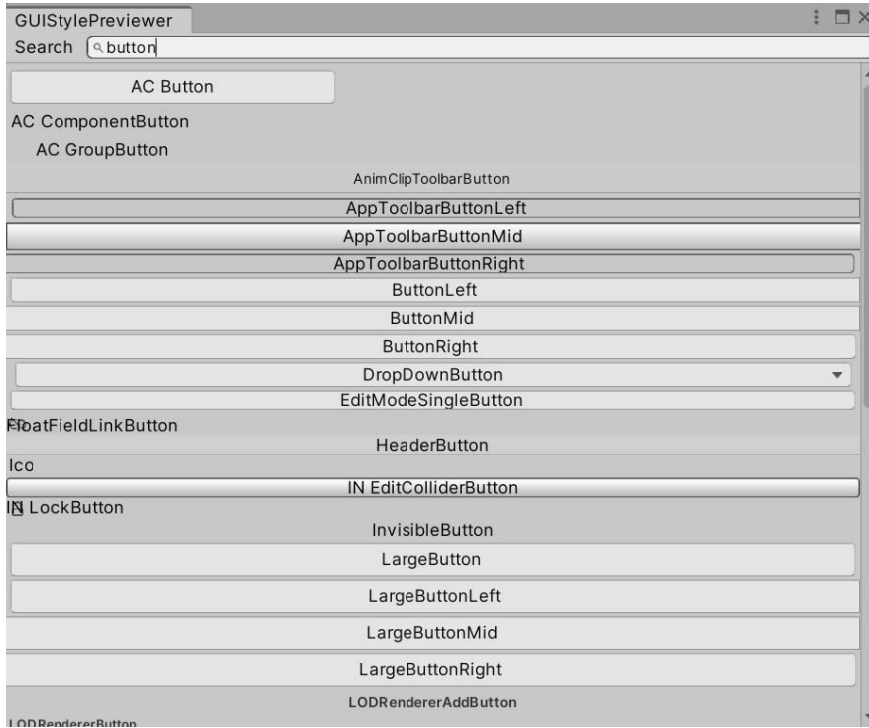 GUIStylePreviewer
Search button
AC Button
AC ComponentButton
AC GroupButton
AnimClipToolbarButton
AppToolbarButtonLeft
AppToolbarButtonMid
AppToolbarButtonRight
ButtonLeft
ButtonMid
ButtonRight
DropDownButton
EditModeSingleButton
FloatFieldLinkButton
HeaderButton
Ico
IN EditColliderButton
IN LockButton
InvisibleButton
LargeButton
LargeButtonLeft
LargeButtonMid
LargeButtonRight
LODRendererAddButton
LODRendererButton